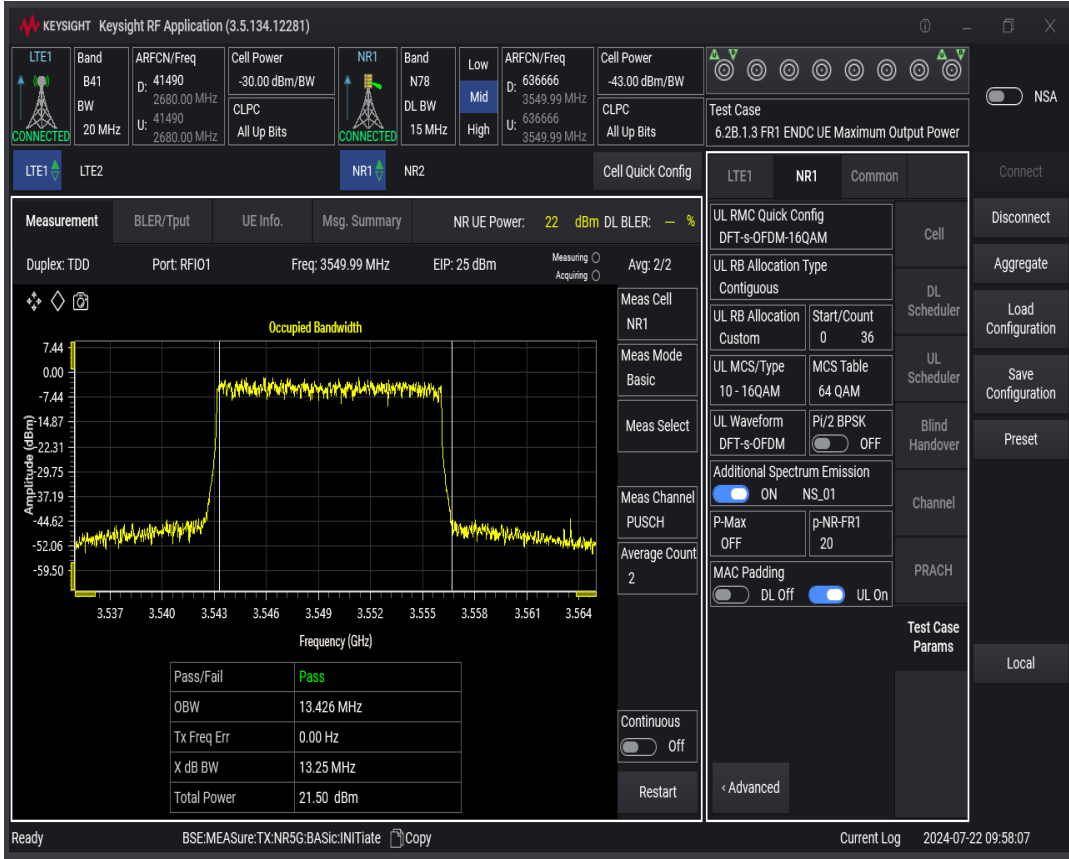 KEYSIGHT Keysight RF Application (3.5.134.12281)
LTE1
CONNECTED
Band
B41
BW
20 MHz
ARFCN/Freq
D: 41490
2680.00 MHz
U: 41490
2680.00 MHz
Cell Power
-30.00 dBm/BW
CLPC
All Up Bits
NR1
CONNECTED
Band
N78
DL BW
15 MHz
Low
Mid
High
ARFCN/Freq
D: 636666
3549.99 MHz
U: 636666
3549.99 MHz
Cell Power
-43.00 dBm/BW
CLPC
All Up Bits
Test Case
6.2B.1.3 FR1 ENDC UE Maximum Output Power
NSA
LTE1 LTE2
NR1 NR2
Cell Quick Config
Measurement BLER/Tput UE Info. Msg. Summary NR UE Power: 22 dBm DL BLER: -- %
Duplex: TDD Port: RFIO1 Freq: 3549.99 MHz EIP: 25 dBm Measuring Acquiring Avg: 2/2
Occupied Bandwidth
Amplitude (dBm)
7.44
0.00
-7.44
-14.87
-22.31
-29.75
-37.19
-44.62
-52.06
-59.50
3.537 3.540 3.543 3.546 3.549 3.552 3.555 3.558 3.561 3.564
Frequency (GHz)
Pass/Fail Pass
OBW 13.426 MHz
Tx Freq Err 0.00 Hz
X dB BW 13.25 MHz
Total Power 21.50 dBm
Meas Cell
NR1
Meas Mode
Basic
Meas Select
Meas Channel
PUSCH
Average Count
2
Continuous
Off
Restart
LTE1 NR1 Common
UL RMC Quick Config
DFT-s-OFDM-16QAM
UL RB Allocation Type
Contiguous
UL RB Allocation Start/Count
Custom 0 36
UL MCS/Type MCS Table
10 - 16QAM 64 QAM
UL Waveform Pi/2 BPSK
DFT-s-OFDM OFF
Additional Spectrum Emission
ON NS_01
P-Max p-NR-FR1
OFF 20
MAC Padding
DL Off UL On
‹ Advanced
Cell
DL
Scheduler
UL
Scheduler
Blind
Handover
Channel
PRACH
Test Case
Params
Connect
Disconnect
Aggregate
Load
Configuration
Save
Configuration
Preset
Local
Ready BSE:MEASure:TX:NR5G:BASic:INITiate Copy Current Log 2024-07-22 09:58:07